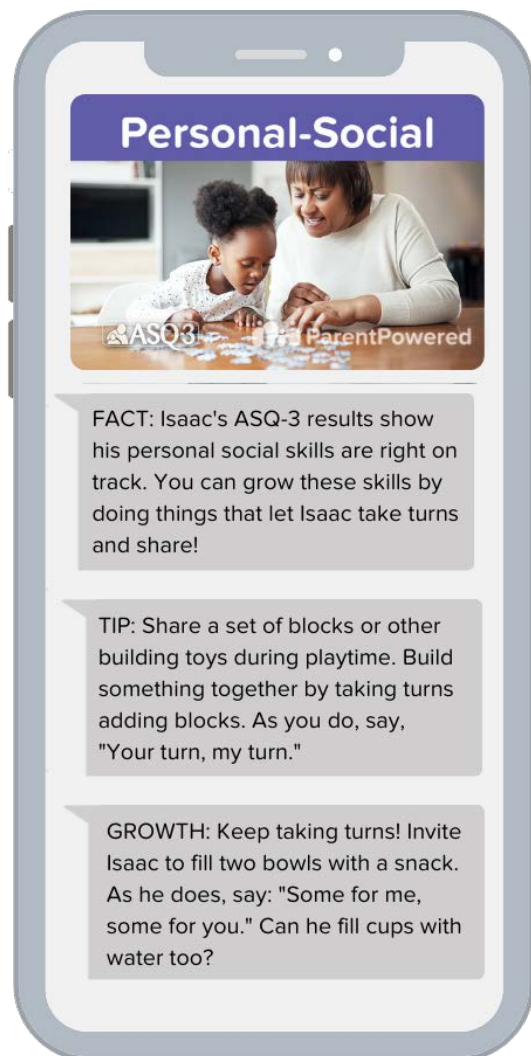 Personal-Social
ASQ3
ParentPowered
FACT: Isaac's ASQ-3 results show
his personal social skills are right on
track. You can grow these skills by
doing things that let Isaac take turns
and share!
TIP: Share a set of blocks or other
building toys during playtime. Build
something together by taking turns
adding blocks. As you do, say,
"Your turn, my turn."
GROWTH: Keep taking turns! Invite
Isaac to fill two bowls with a snack.
As he does, say: "Some for me,
some for you." Can he fill cups with
water too?